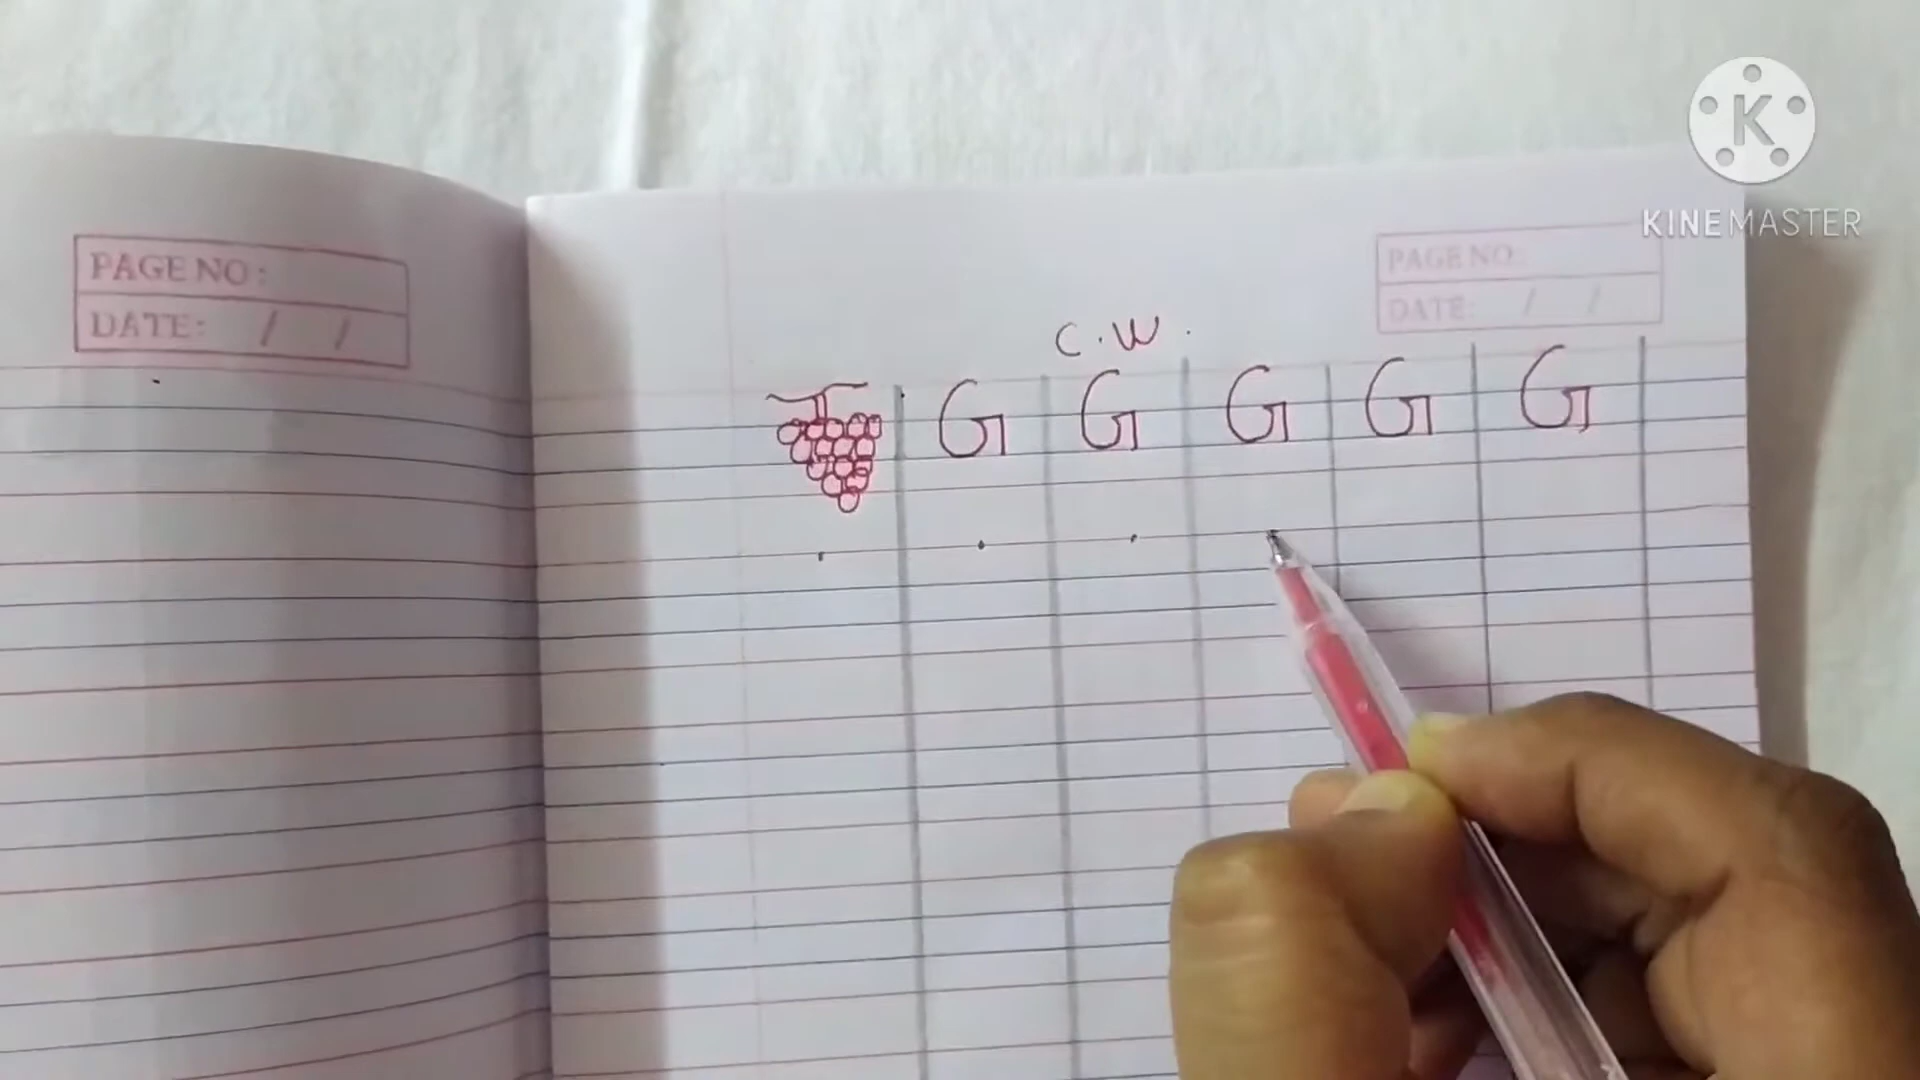 K
KINEMASTER
PAGE NO:
DATE: / /
PAGE NO:
DATE: / /
C.W.
G G G G G